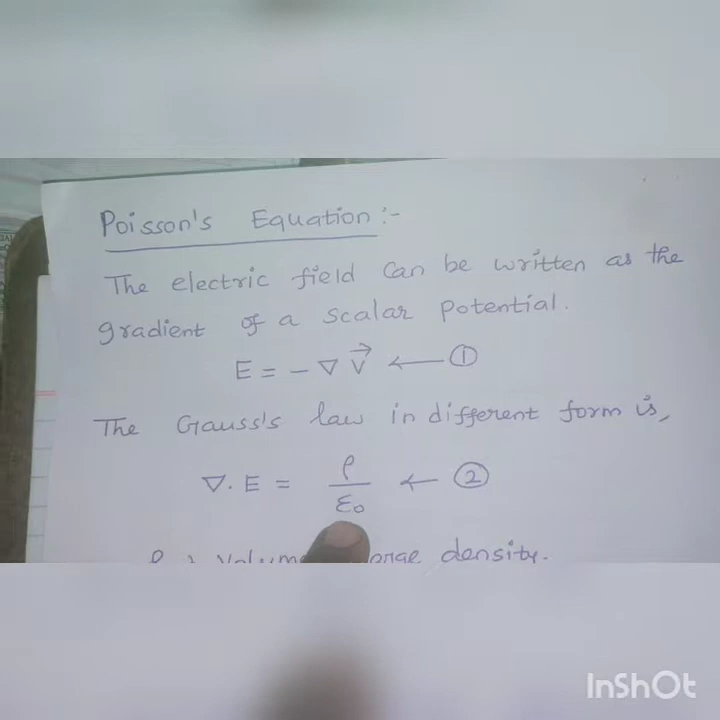 Poisson's Equation :-
The electric field can be written as the
gradient of a scalar potential.
E = - ∇ V⃗ ← ①
The Gauss's law in different form is,
∇. E = ρ/ε₀ ← ②
density.
InShOt